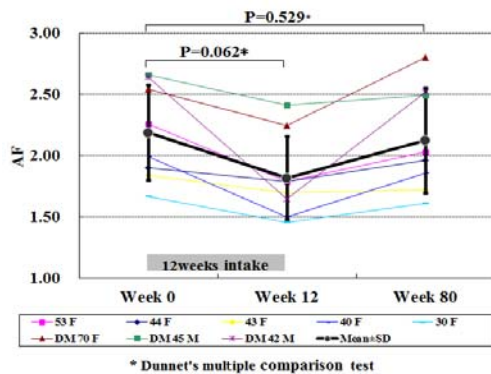 P=0.529*
P=0.062*
3.00
2.50
2.00
1.50
1.00
AF
12weeks intake
Week 0 Week 12 Week 80
53 F 44 F 43 F 40 F 30 F
DM 70 F DM 45 M DM 42 M Mean±SD
* Dunnet's multiple comparison test